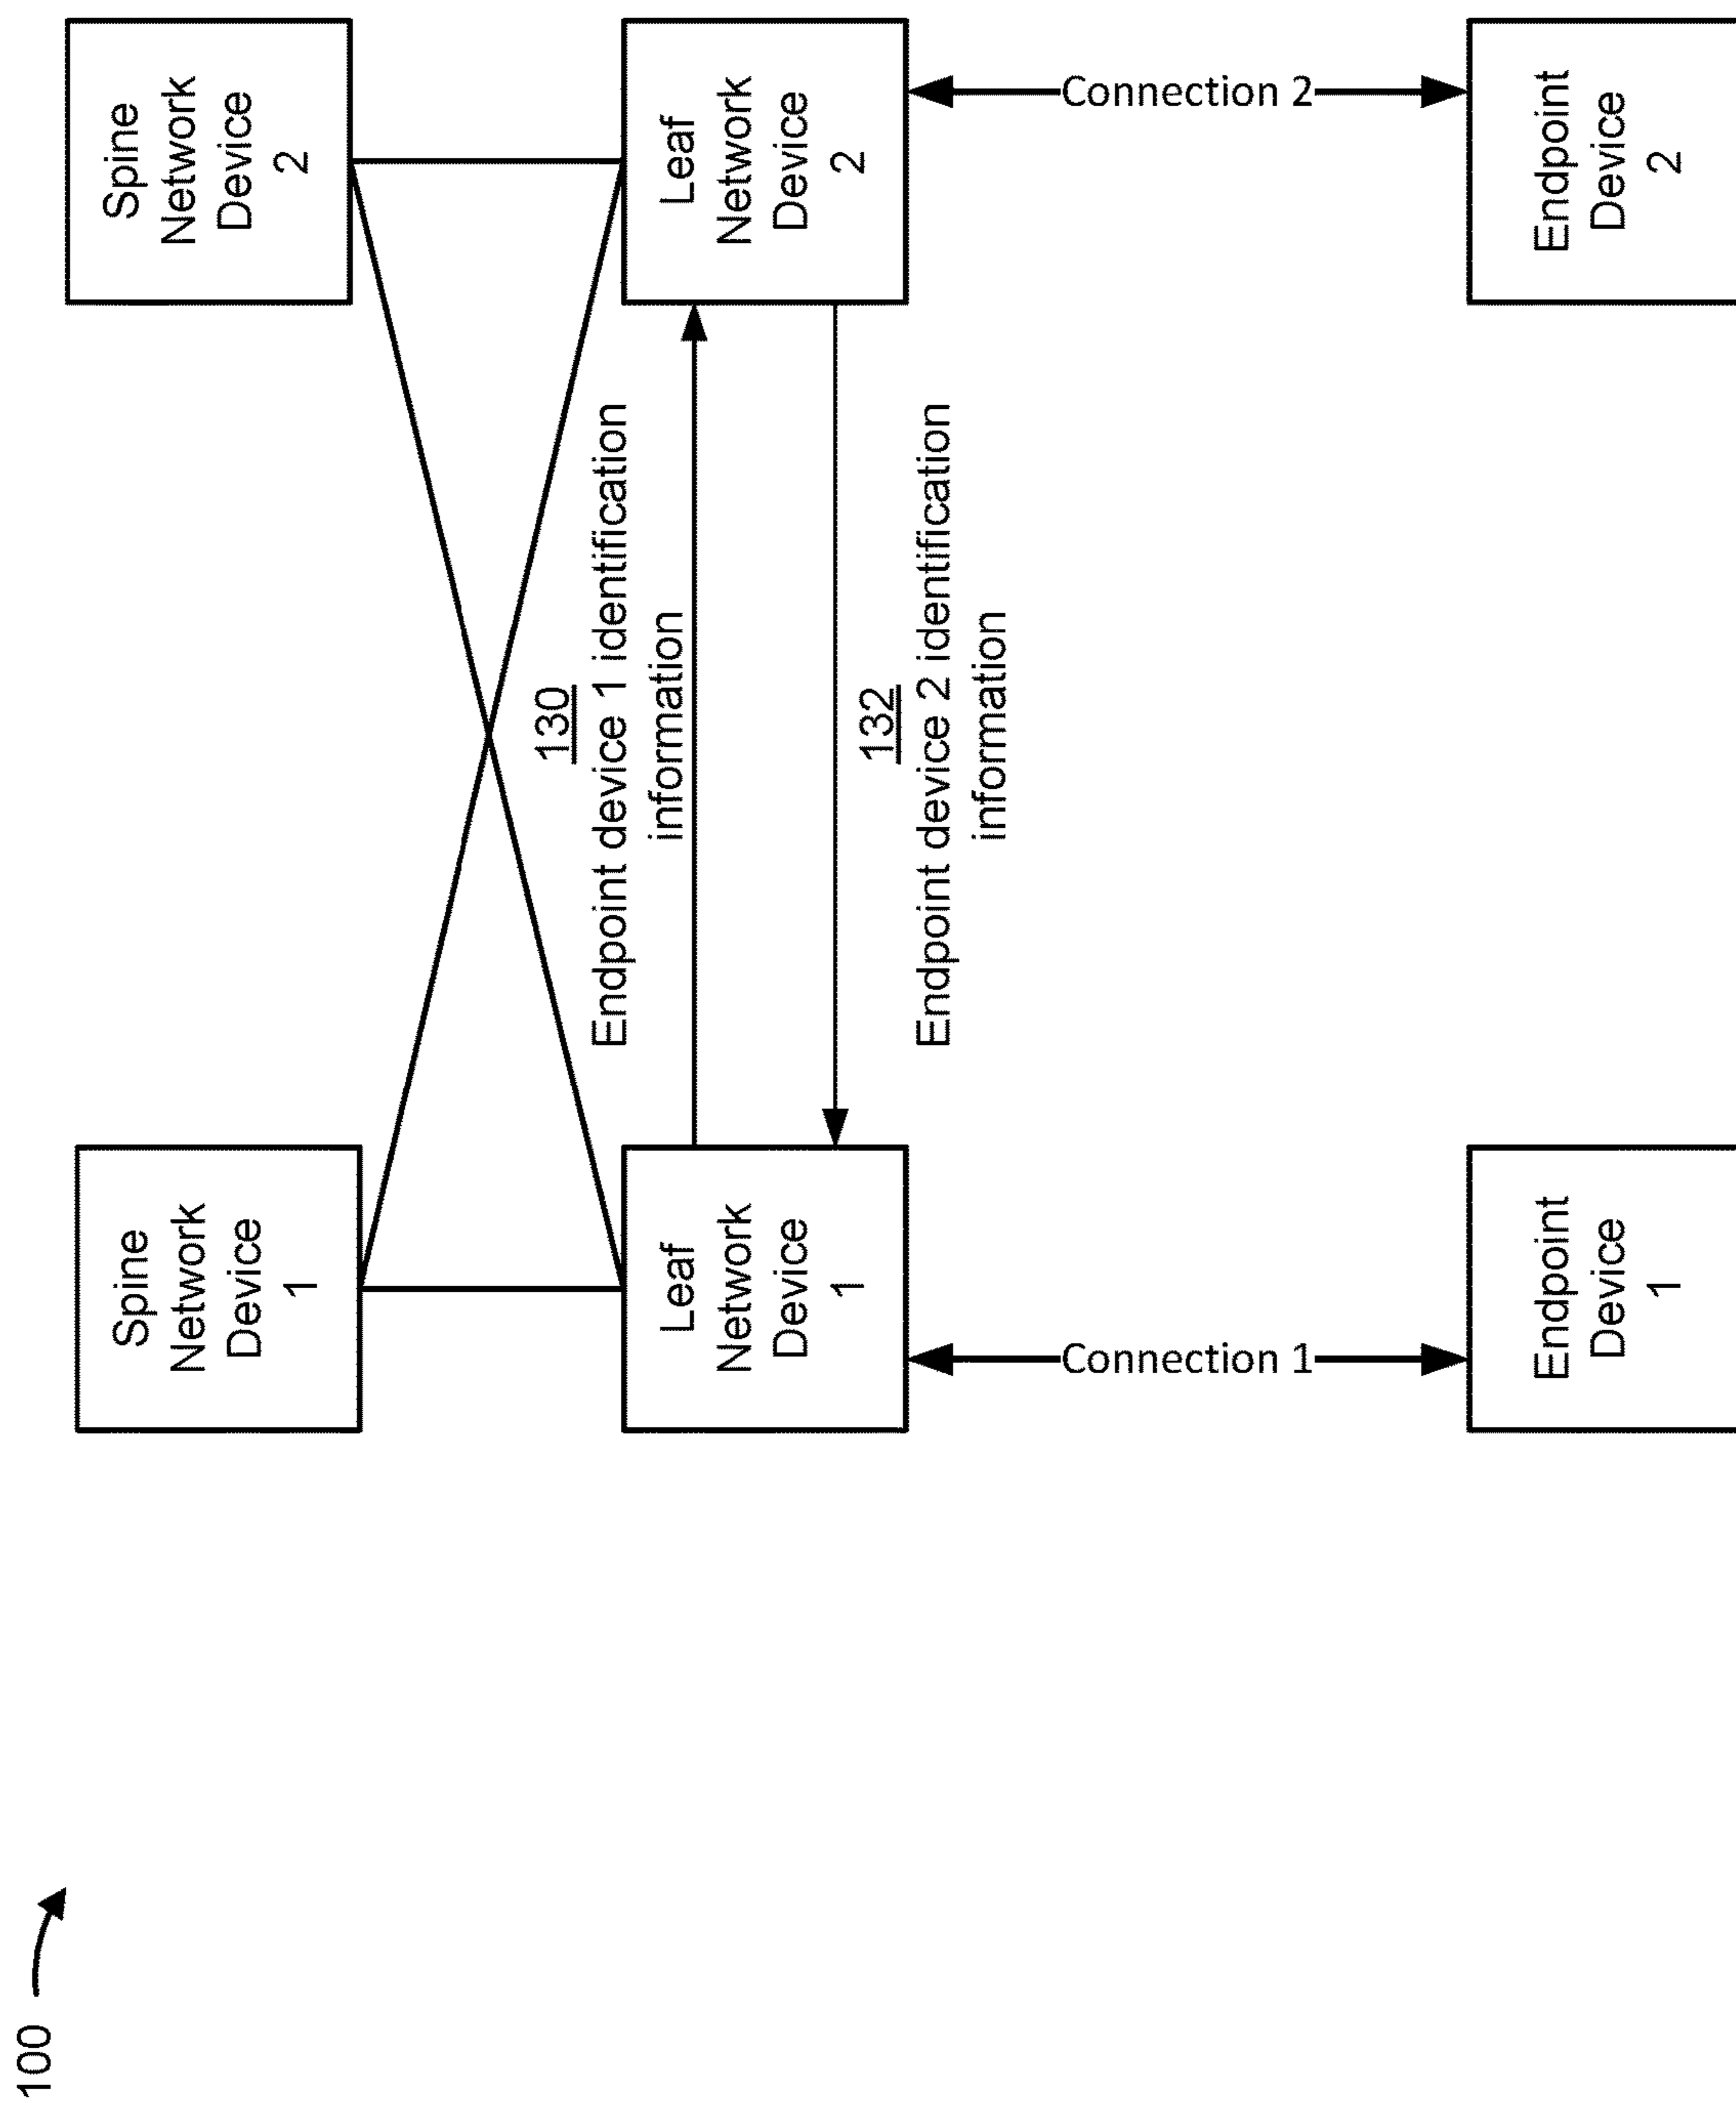 100
Spine
Network
Device
1
Spine
Network
Device
2
130
Endpoint device 1 identification
information
Leaf
Network
Device
1
Leaf
Network
Device
2
132
Endpoint device 2 identification
information
Connection 1
Connection 2
Endpoint
Device
1
Endpoint
Device
2